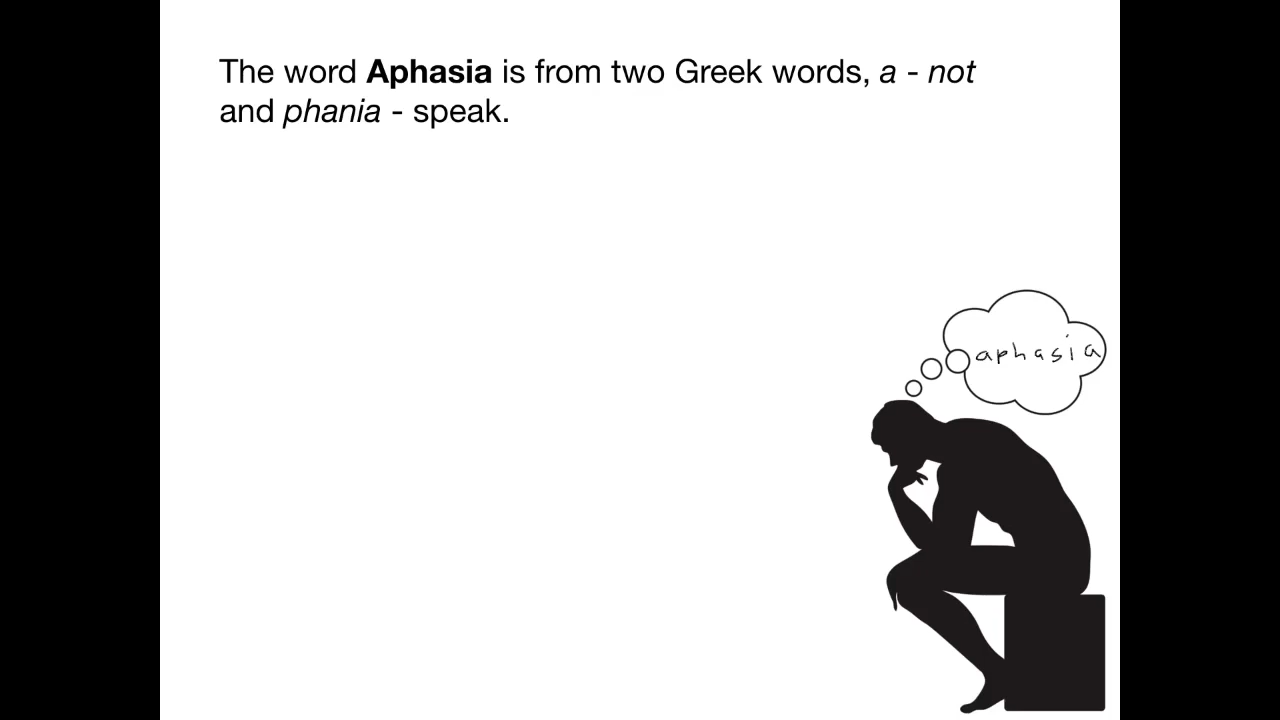 The word Aphasia is from two Greek words, a - not
and phania - speak.
aphasia